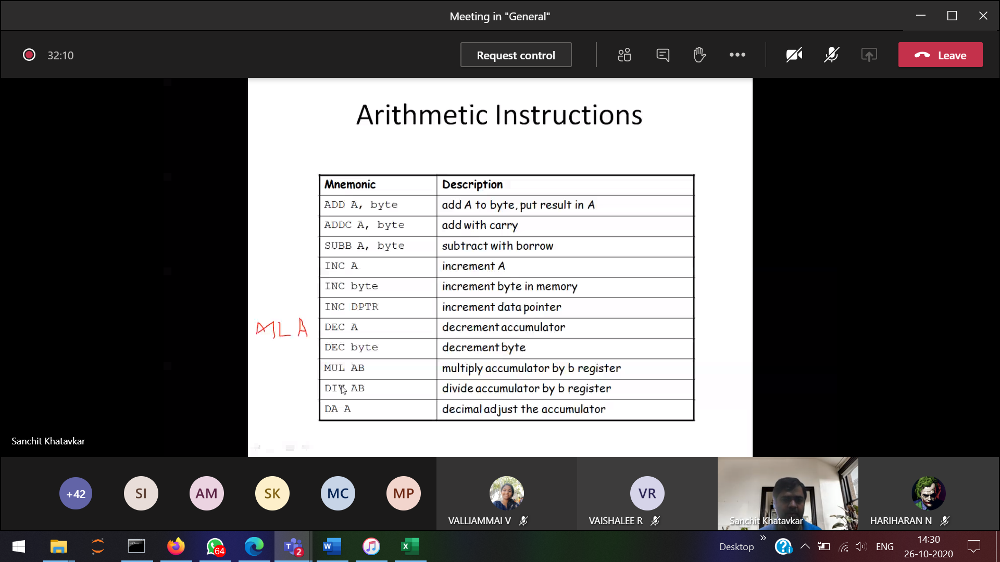 Meeting in "General"
32:10
Request control
Leave
Arithmetic Instructions
Mnemonic Description
ADD A, byte add A to byte, put result in A
ADDC A, byte add with carry
SUBB A, byte subtract with borrow
INC A increment A
INC byte increment byte in memory
INC DPTR increment data pointer
MLA
DEC A decrement accumulator
DEC byte decrement byte
MUL AB multiply accumulator by b register
DIV AB divide accumulator by b register
DA A decimal adjust the accumulator
Sanchit Khatavkar
+42 SI AM SK MC MP VR
VALLIAMMAI V VAISHALEE R Sanchit Khatavkar HARIHARAN N
64 2 Desktop ENG 14:30
26-10-2020